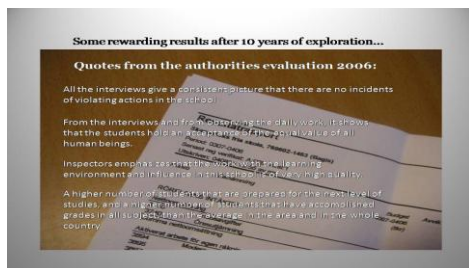 Some rewarding results after 10 years of exploration...
Quotes from the authorities evaluation 2006:
All the interviews give a consistent picture that there are no incidents
of violating actions in the school.
From the interviews and from observing the daily work, it shows
that the students hold an acceptance of the equal value of all
human beings.
Inspectors emphasizes that the work with the learning
environment and influence in this school is of very high quality.
A higher number of students that are prepared for the next level of
studies, and a higher number of students that have accomplished
grades in all subject, than the average in the area and in the whole
country.
Budget